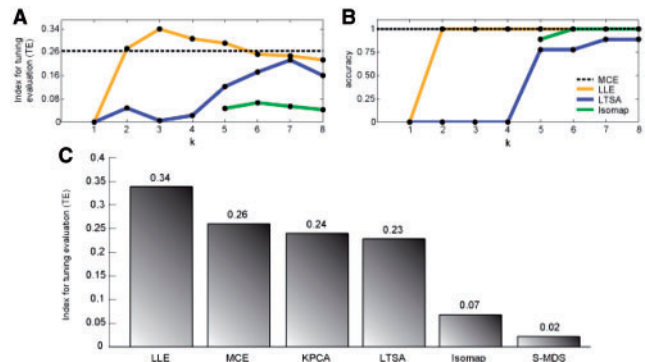 A
Index for tuning
evaluation (TE)
0.34
0.26
0.16
0.08
0
1 2 3 4 5 6 7 8
k
B
accuracy
1
0.75
0.50
0.25
0
MCE
LLE
LTSA
Isomap
1 2 3 4 5 6 7 8
k
C
Index for tuning evaluation (TE)
0.4
0.35
0.3
0.25
0.2
0.15
0.1
0.05
0
0.34
0.26
0.24
0.23
0.07
0.02
LLE MCE KPCA LTSA Isomap S-MDS